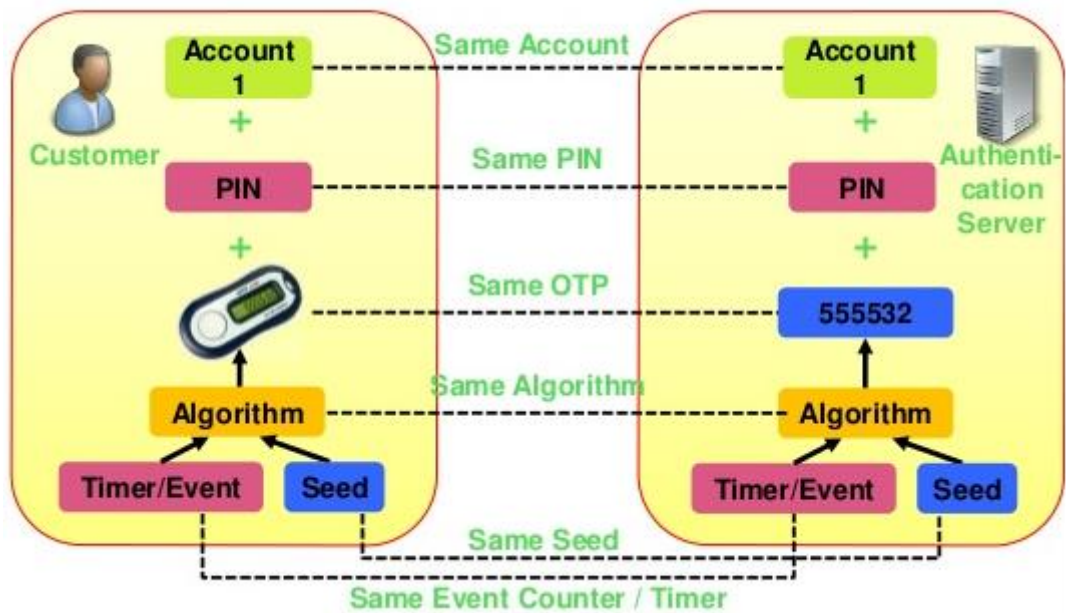 Same Account
Account
1
Account
1
+
+
Customer
Same PIN
Authenti-
cation
Server
PIN
PIN
+
+
Same OTP
555532
Same Algorithm
Algorithm
Algorithm
Timer/Event
Seed
Timer/Event
Seed
Same Seed
Same Event Counter / Timer